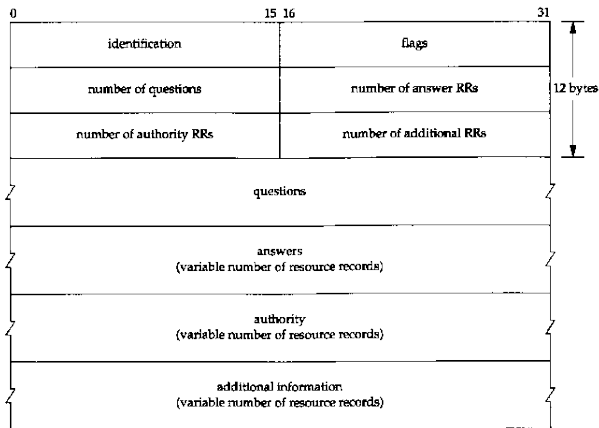 0 15 16 31
identification flags
number of questions number of answer RRs
12 bytes
number of authority RRs number of additional RRs
questions
answers
(variable number of resource records)
authority
(variable number of resource records)
additional information
(variable number of resource records)